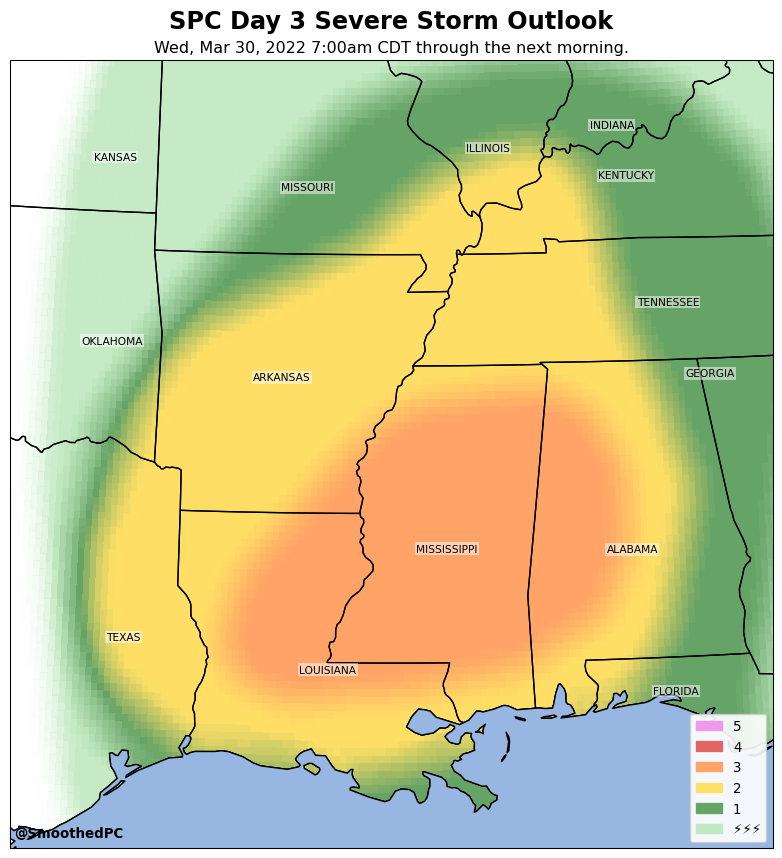 SPC Day 3 Severe Storm Outlook
Wed, Mar 30, 2022 7:00am CDT through the next morning.
INDIANA
ILLINOIS
KANSAS
KENTUCKY
MISSOURI
TENNESSEE
OKLAHOMA
GEORGIA
ARKANSAS
MISSISSIPPI
ALABAMA
TEXAS
LOUISIANA
FLORIDA
5
4
3
2
1
⚡⚡⚡
@SmoothedPC